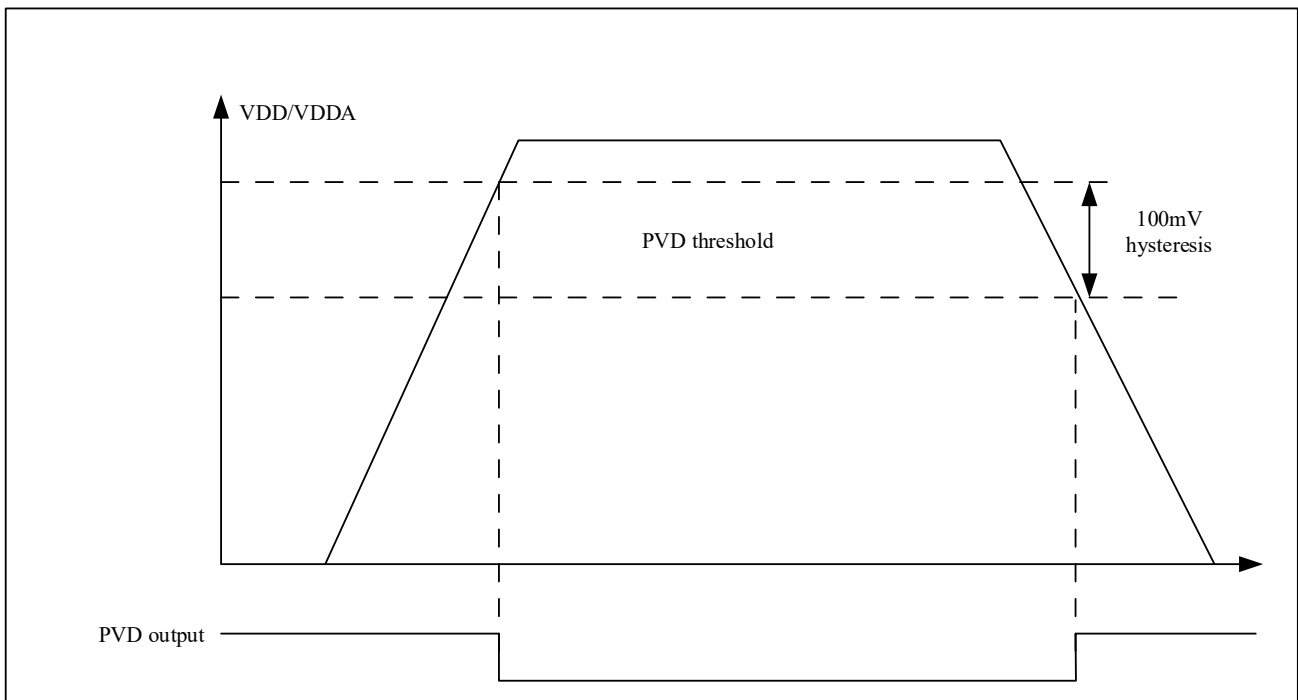 VDD/VDDA
PVD threshold
100mV
hysteresis
PVD output